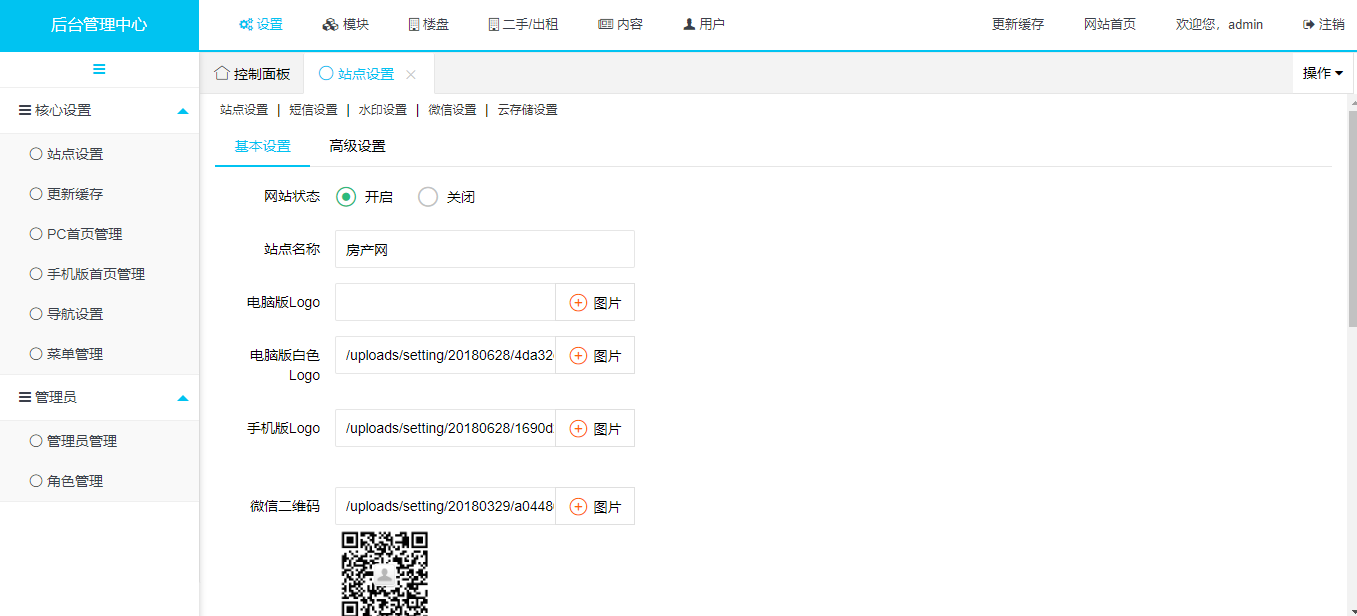 后台管理中心
设置 模块 楼盘 二手/出租 内容 用户 更新缓存 网站首页 欢迎您，admin 注销
控制面板 站点设置 操作
核心设置
站点设置
更新缓存
PC首页管理
手机版首页管理
导航设置
菜单管理
管理员
管理员管理
角色管理
站点设置 | 短信设置 | 水印设置 | 微信设置 | 云存储设置
基本设置 高级设置
网站状态 开启 关闭
站点名称 房产网
电脑版Logo 图片
电脑版白色 /uploads/setting/20180628/4da32 图片
Logo
手机版Logo /uploads/setting/20180628/1690d 图片
微信二维码 /uploads/setting/20180329/a0448 图片